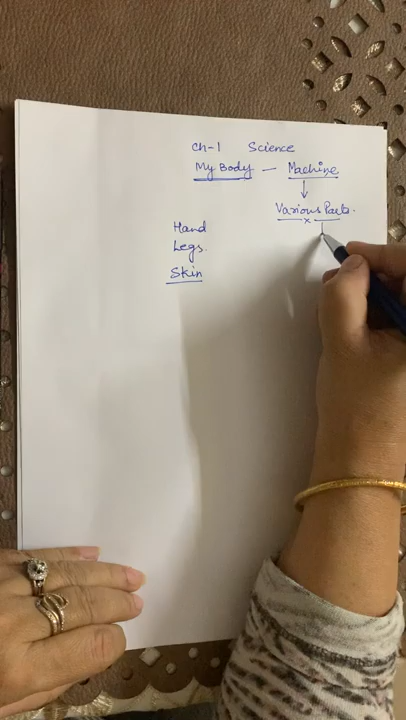 Ch-1 Science
My Body — Machine
↓
Various Parts.
Hand
Legs.
Skin